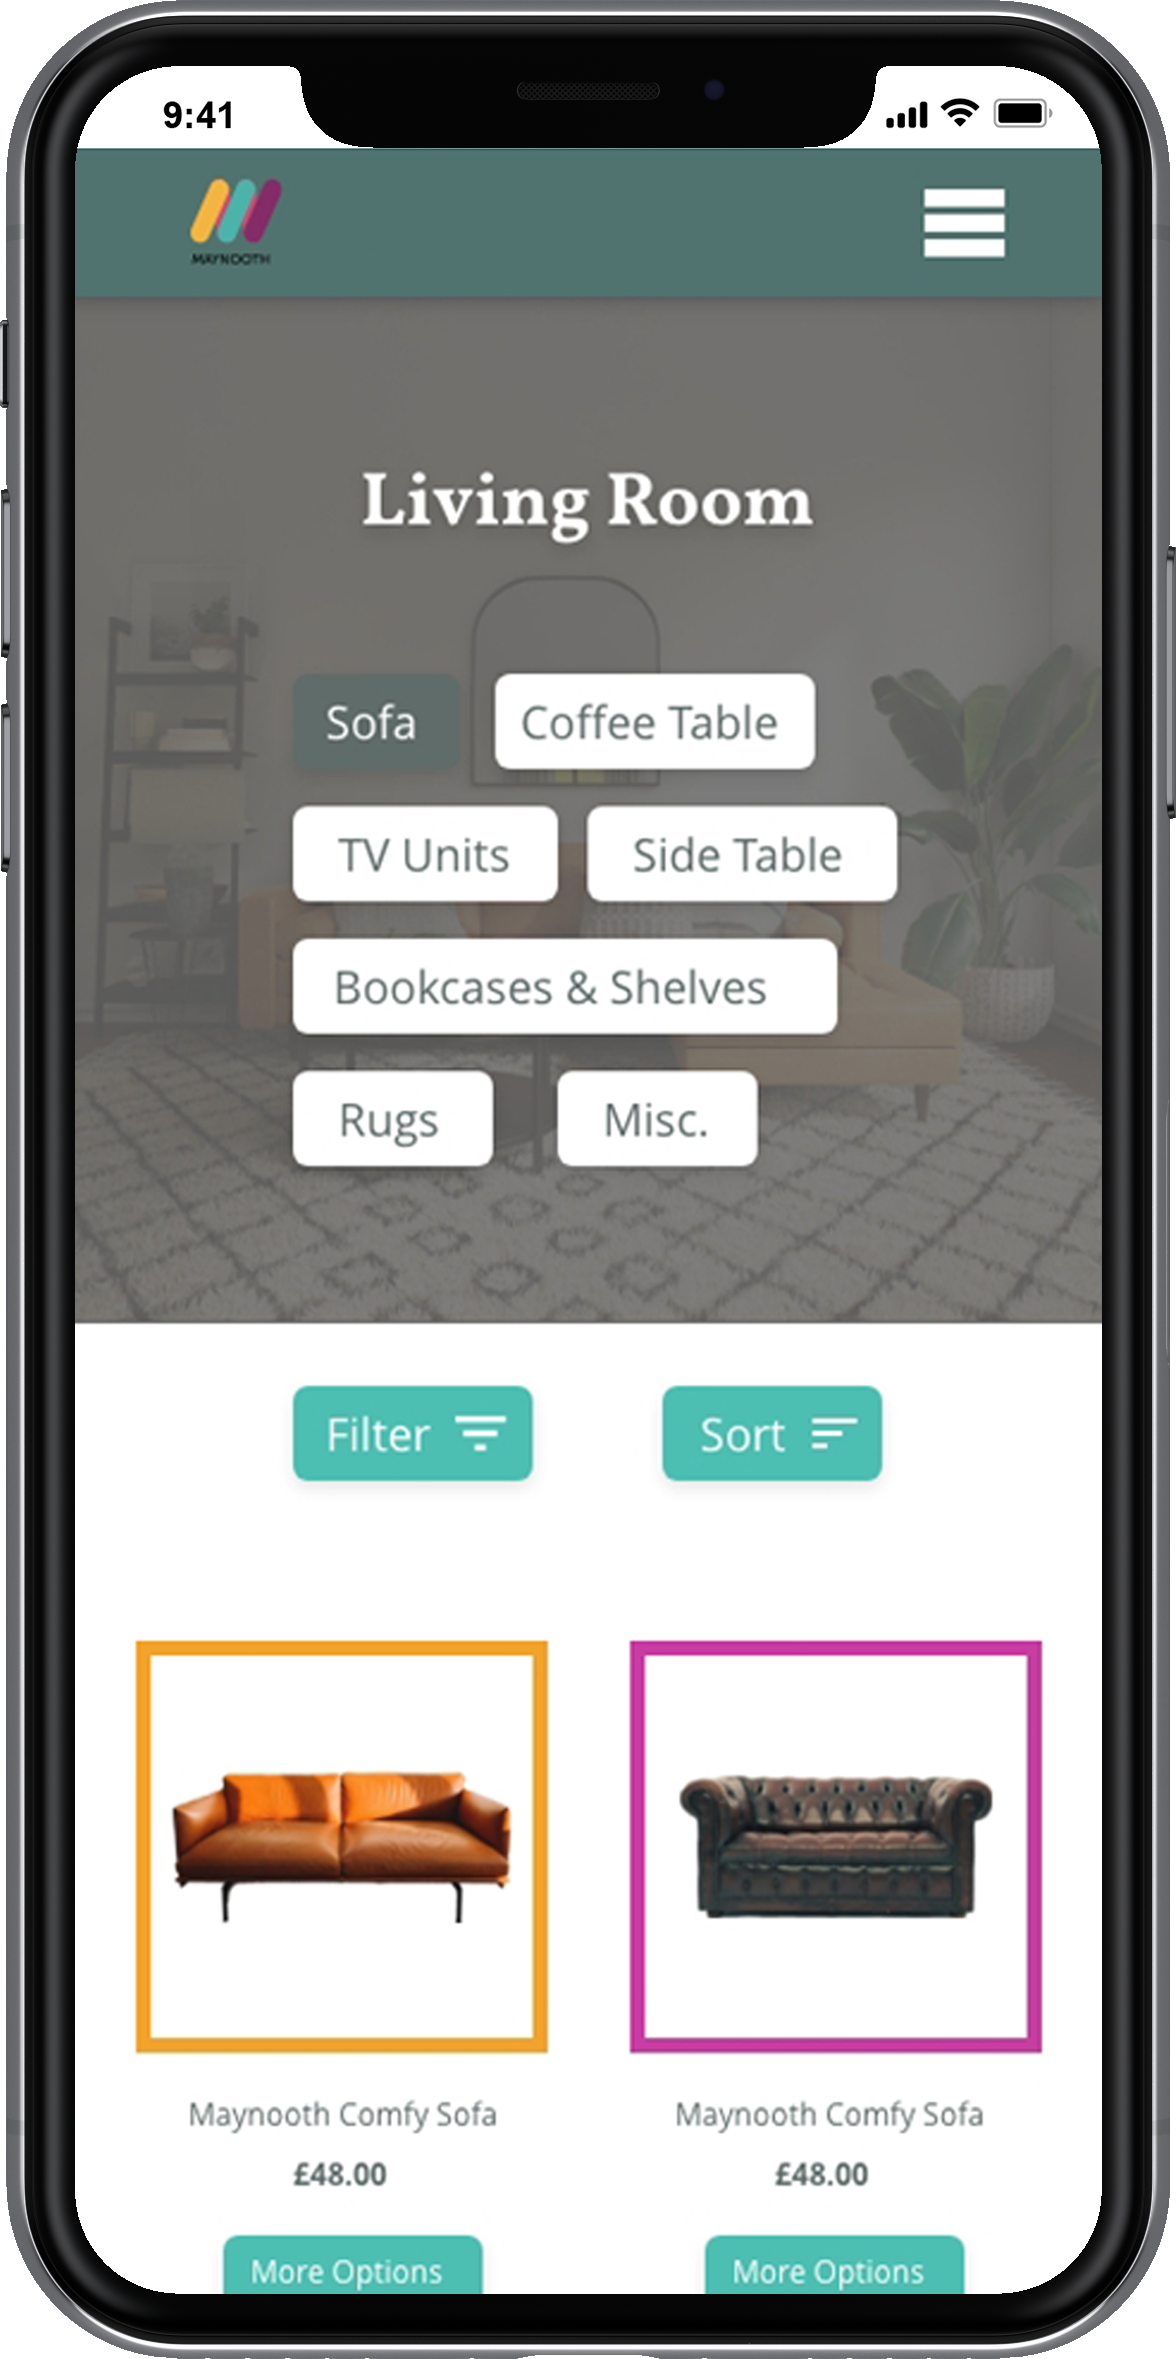 9:41
MAYNOOTH
Living Room
Sofa
Coffee Table
TV Units
Side Table
Bookcases & Shelves
Rugs
Misc.
Filter
Sort
Maynooth Comfy Sofa
Maynooth Comfy Sofa
£48.00
£48.00
More Options
More Options